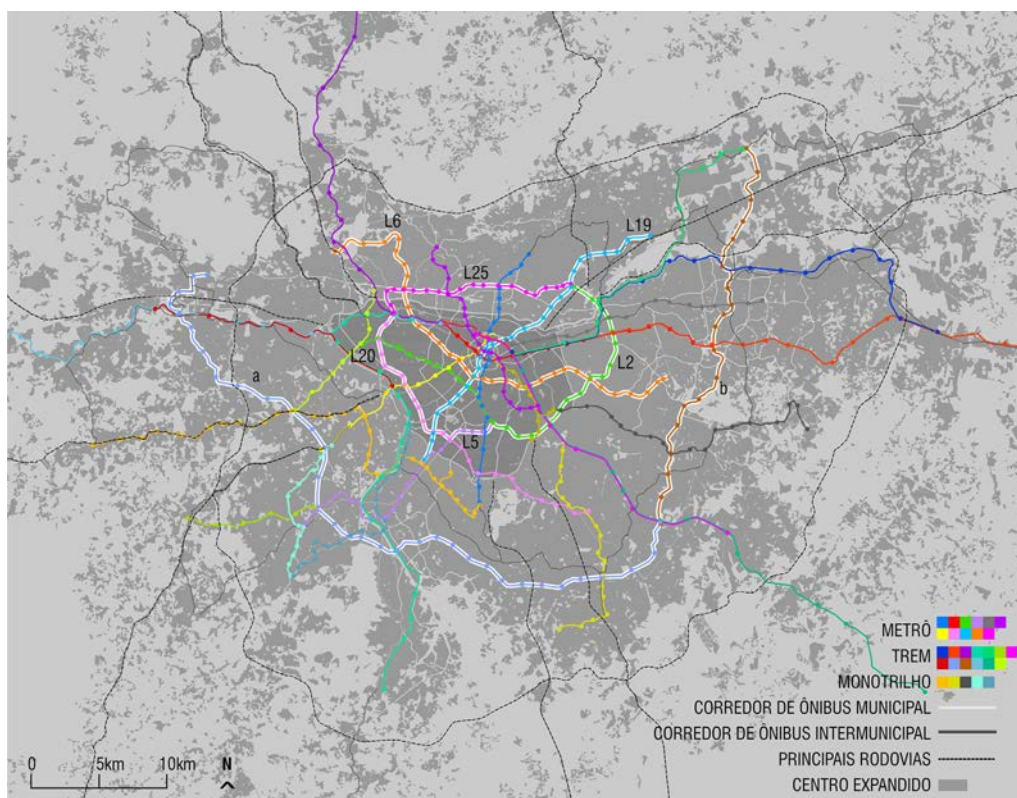 L6
L19
L25
L20
L2
a
b
L5
METRÔ
TREM
MONOTRILHO
CORREDOR DE ÔNIBUS MUNICIPAL
CORREDOR DE ÔNIBUS INTERMUNICIPAL
PRINCIPAIS RODOVIAS
CENTRO EXPANDIDO
0 5km 10km N